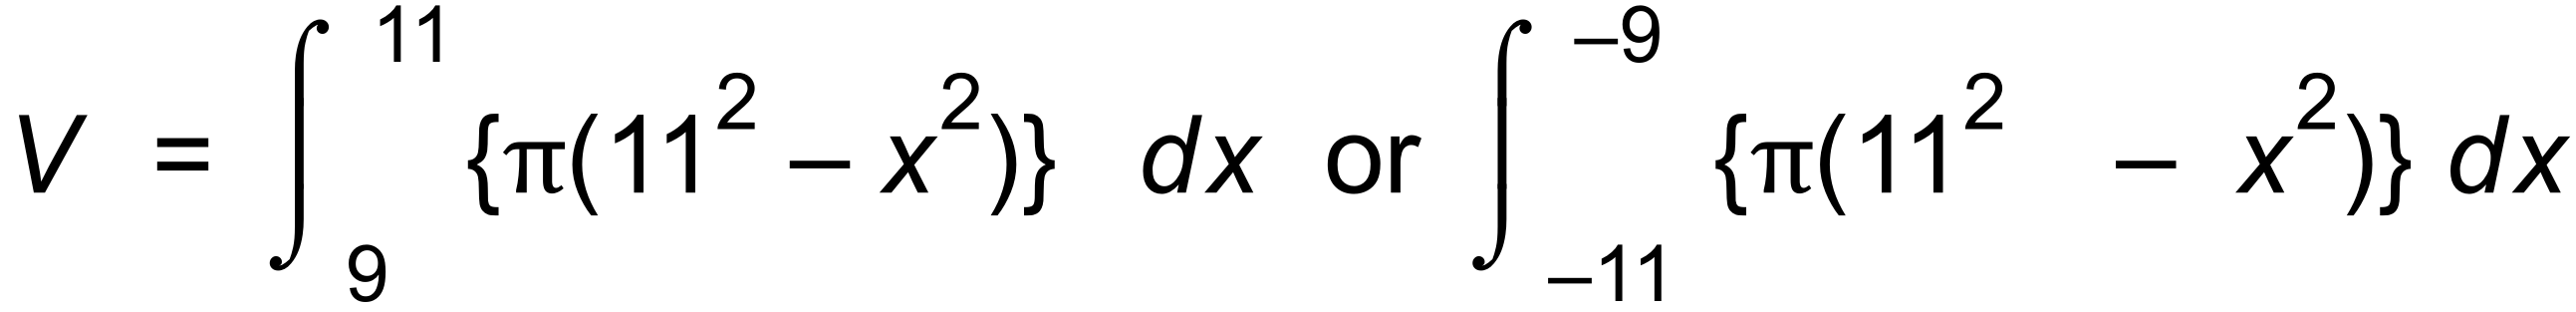 V = ∫₉¹¹ {π(11² – x²)} dx or ∫₋₁₁⁻⁹ {π(11² – x²)} dx